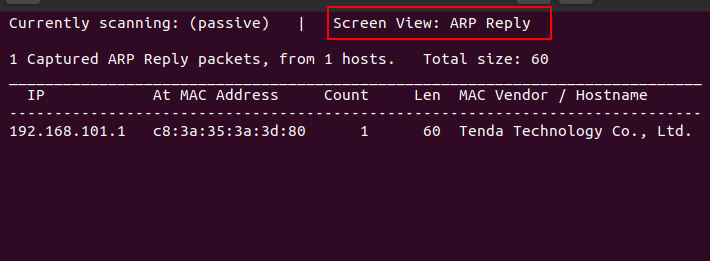 Currently scanning: (passive)   |   Screen View: ARP Reply
1 Captured ARP Reply packets, from 1 hosts.   Total size: 60
_____________________________________________________________________________
  IP            At MAC Address     Count     Len  MAC Vendor / Hostname
-----------------------------------------------------------------------------
192.168.101.1   c8:3a:35:3a:3d:80      1      60  Tenda Technology Co., Ltd.